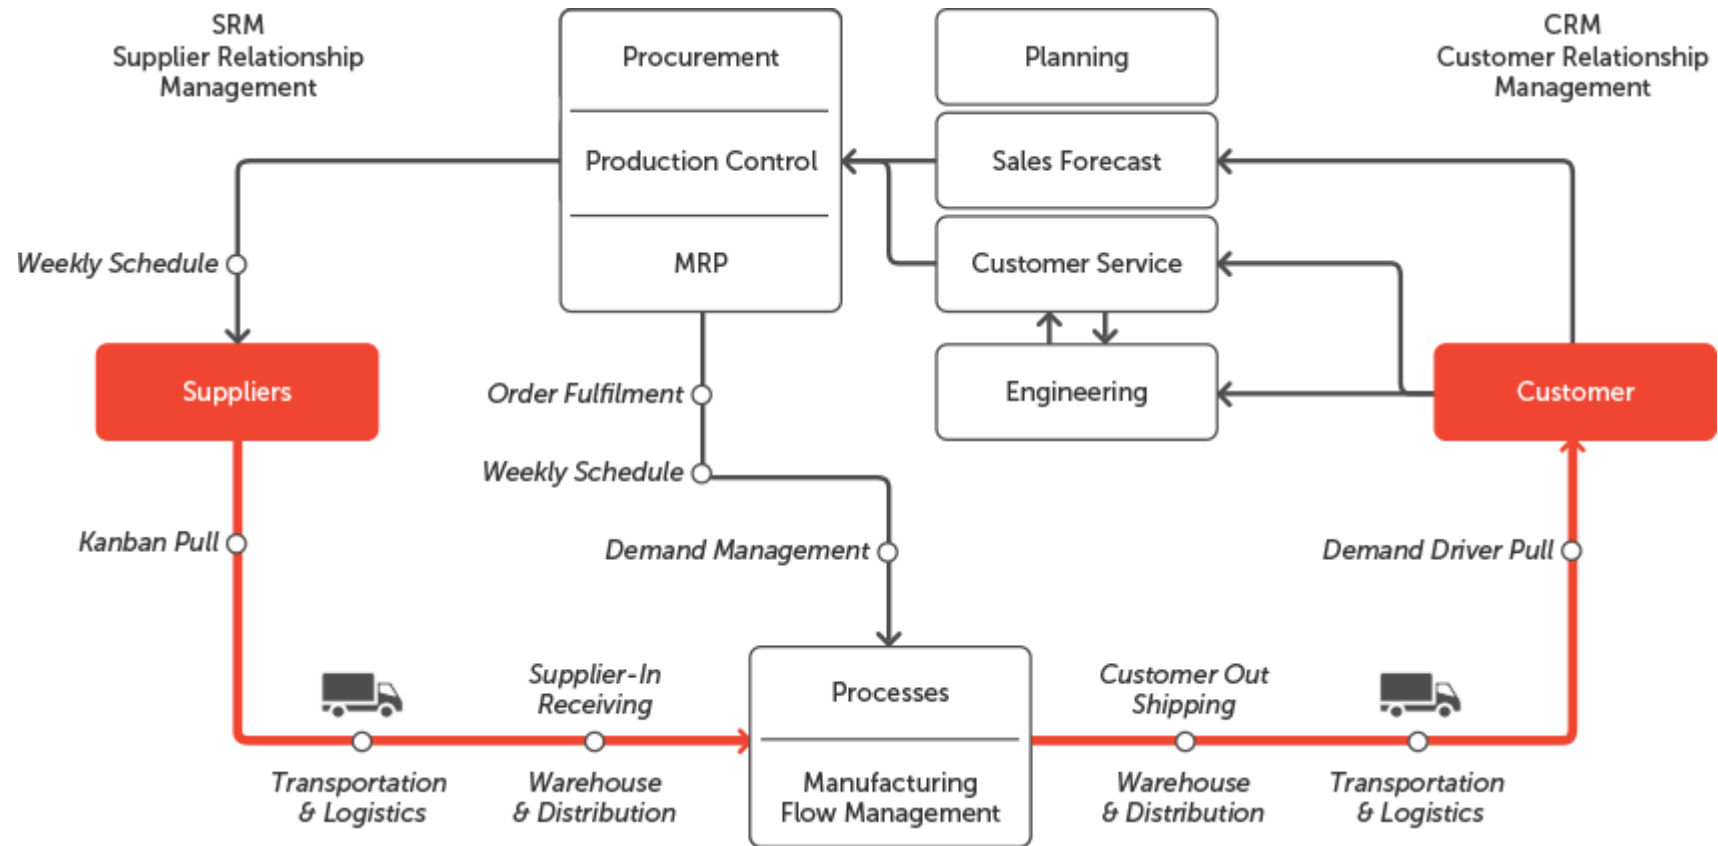 SRM
Supplier Relationship
Management
Procurement
Planning
CRM
Customer Relationship
Management
Production Control
Sales Forecast
Weekly Schedule
MRP
Customer Service
Suppliers
Order Fulfilment
Engineering
Customer
Weekly Schedule
Kanban Pull
Demand Management
Demand Driver Pull
Supplier-In
Receiving
Processes
Customer Out
Shipping
Transportation
& Logistics
Warehouse
& Distribution
Manufacturing
Flow Management
Warehouse
& Distribution
Transportation
& Logistics